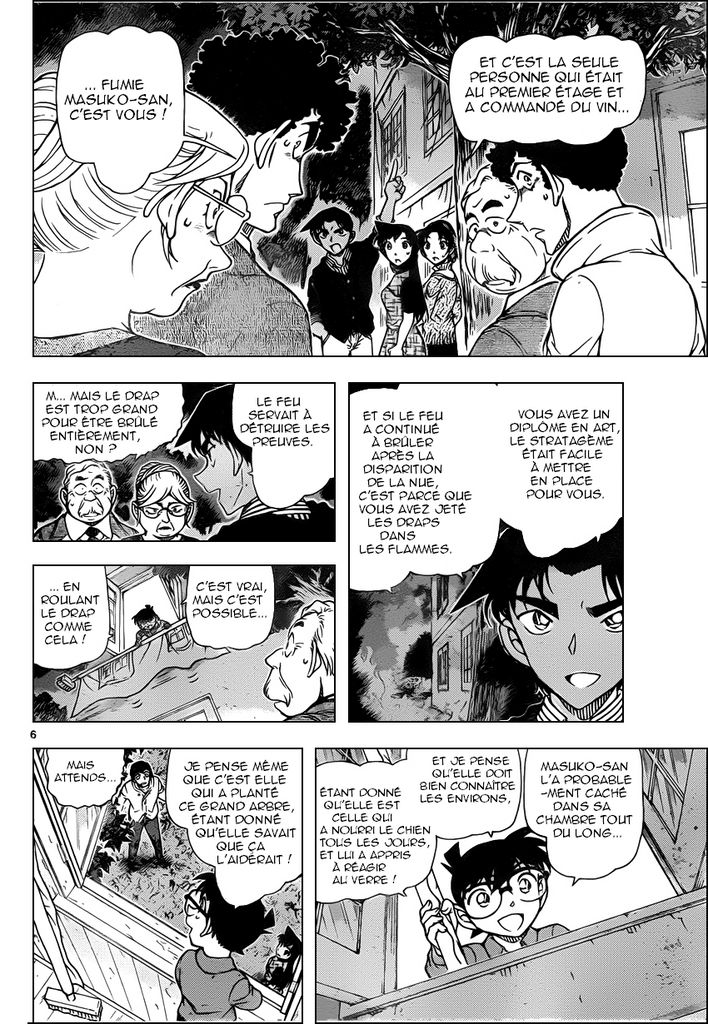 ET C'EST LA SEULE
PERSONNE QUI ÉTAIT
AU PREMIER ÉTAGE ET
A COMMANDÉ DU VIN...
... FUMIE
MASUKO-SAN,
C'EST VOUS !
LE FEU
SERVAIT À
DÉTRUIRE LES
PREUVES.
M... MAIS LE DRAP
EST TROP GRAND
POUR ÊTRE BRÛLÉ
ENTIÈREMENT,
NON ?
VOUS AVEZ UN
DIPLÔME EN ART,
LE STRATAGÈME
ÉTAIT FACILE
À METTRE
EN PLACE
POUR VOUS.
ET SI LE FEU
A CONTINUÉ
À BRÛLER
APRÈS LA
DISPARITION
DE LA NUE,
C'EST PARCE QUE
VOUS AVEZ JETÉ
LES DRAPS
DANS
LES FLAMMES.
C'EST VRAI,
MAIS C'EST
POSSIBLE...
... EN
ROULANT
LE DRAP
COMME
CELA !
6
MASUKO-SAN
L'A PROBABLE
-MENT CACHÉ
DANS SA
CHAMBRE TOUT
DU LONG...
ET JE PENSE
QU'ELLE DOIT
BIEN CONNAÎTRE
LES ENVIRONS,
ÉTANT DONNÉ
QU'ELLE EST
CELLE QUI
A NOURRI LE CHIEN
TOUS LES JOURS,
ET LUI A APPRIS
À RÉAGIR
AU VERRE !
JE PENSE MÊME
QUE C'EST ELLE
QUI A PLANTÉ
CE GRAND ARBRE,
ÉTANT DONNÉ
QU'ELLE SAVAIT
QUE ÇA
L'AIDERAIT !
MAIS
ATTENDS...